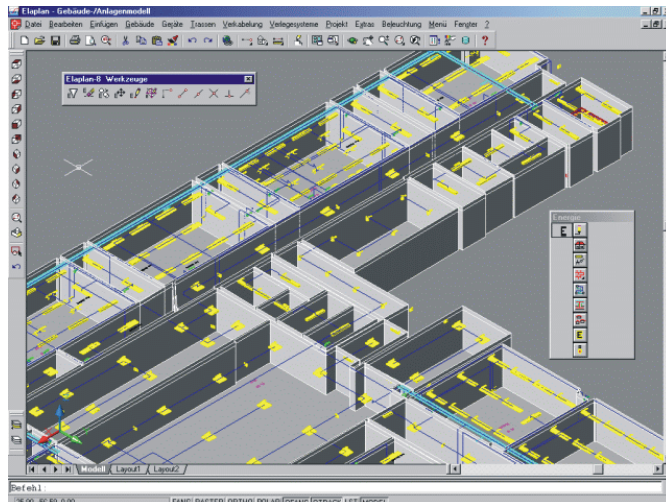 Elaplan - Gebäude-/Anlagenmodell
Datei Bearbeiten Einfügen Gebäude Geräte Trassen Verkabelung Verlegesysteme Projekt Extras Beleuchtung Menü Fenster ?
Elaplan-8 Werkzeuge
Energie
E
E
Modell Layout1 Layout2
Befehl:
FANG RASTER ORTHO POLAR OFANG OTRACK LST MODELL